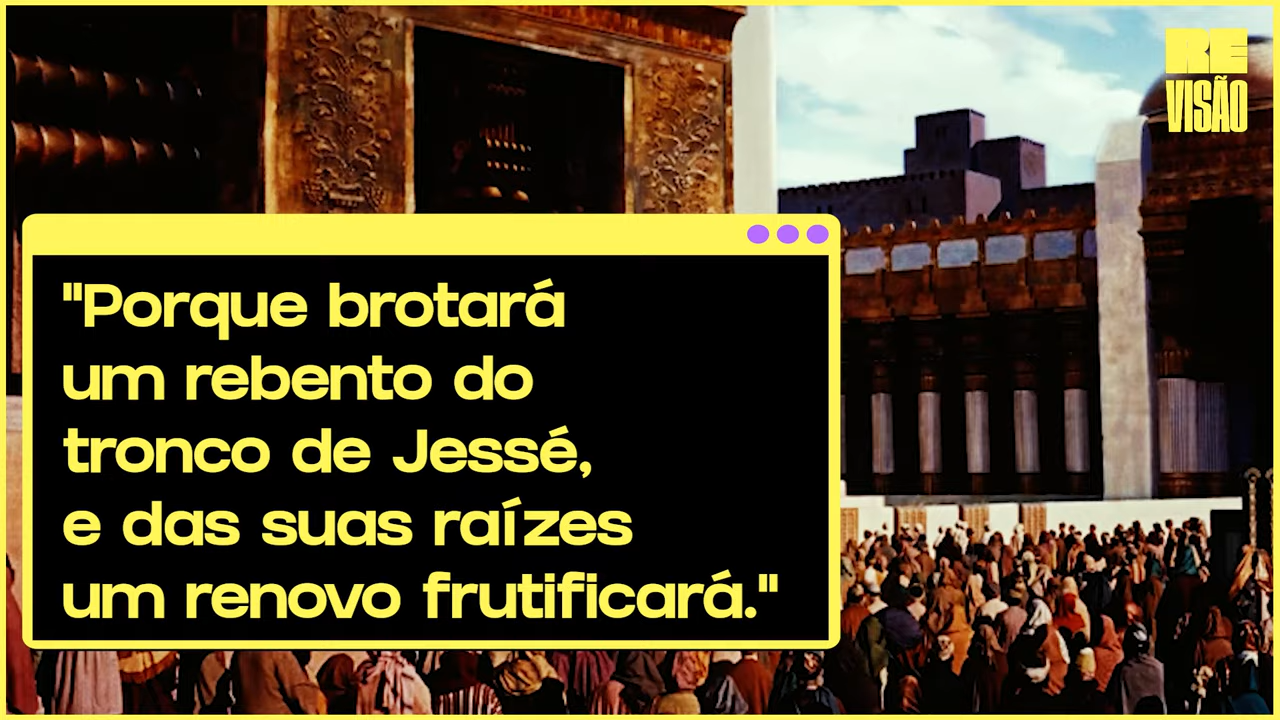 RE
VISÃO
"Porque brotará
um rebento do
tronco de Jessé,
e das suas raízes
um renovo frutificará."